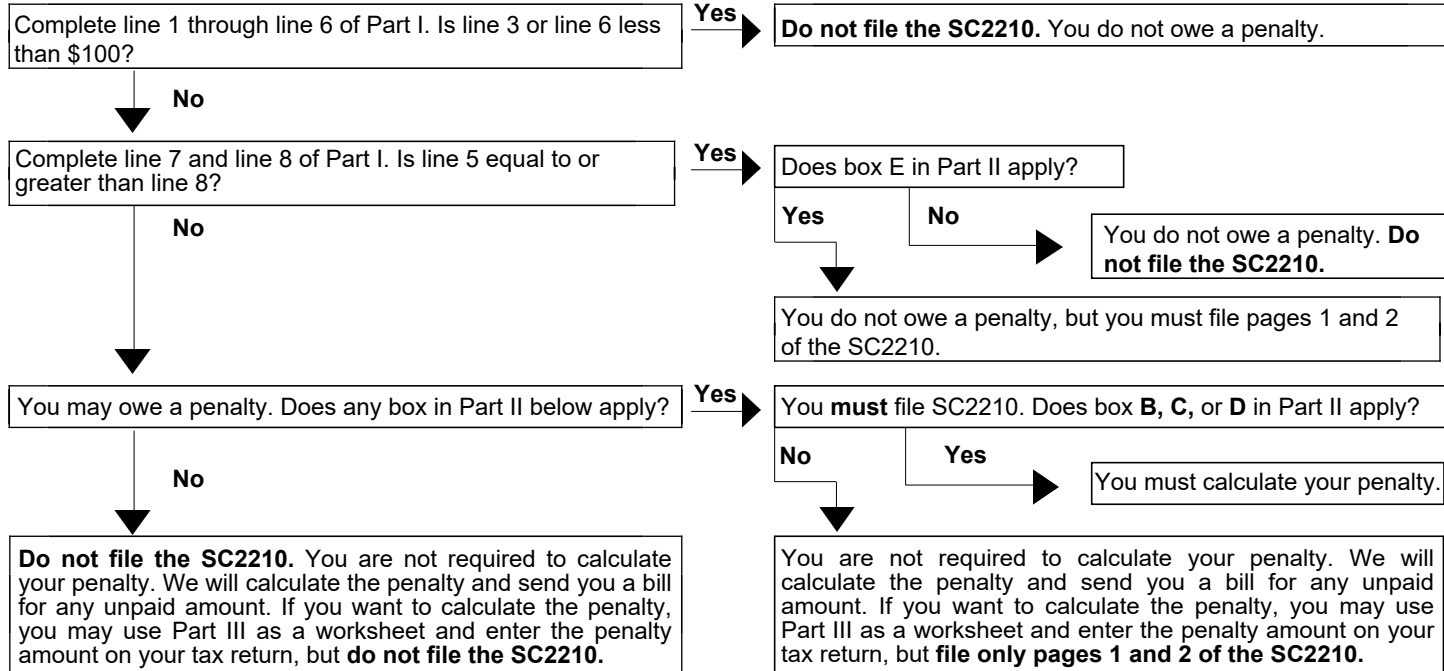 Complete line 1 through line 6 of Part I. Is line 3 or line 6 less
than $100?
Yes
Do not file the SC2210. You do not owe a penalty.
No
Complete line 7 and line 8 of Part I. Is line 5 equal to or
greater than line 8?
Yes
Does box E in Part II apply?
No
Yes
No
You do not owe a penalty. Do
not file the SC2210.
You do not owe a penalty, but you must file pages 1 and 2
of the SC2210.
You may owe a penalty. Does any box in Part II below apply?
Yes
You must file SC2210. Does box B, C, or D in Part II apply?
No
No
Yes
You must calculate your penalty.
Do not file the SC2210. You are not required to calculate
your penalty. We will calculate the penalty and send you a bill
for any unpaid amount. If you want to calculate the penalty,
you may use Part III as a worksheet and enter the penalty
amount on your tax return, but do not file the SC2210.
You are not required to calculate your penalty. We will
calculate the penalty and send you a bill for any unpaid
amount. If you want to calculate the penalty, you may use
Part III as a worksheet and enter the penalty amount on your
tax return, but file only pages 1 and 2 of the SC2210.